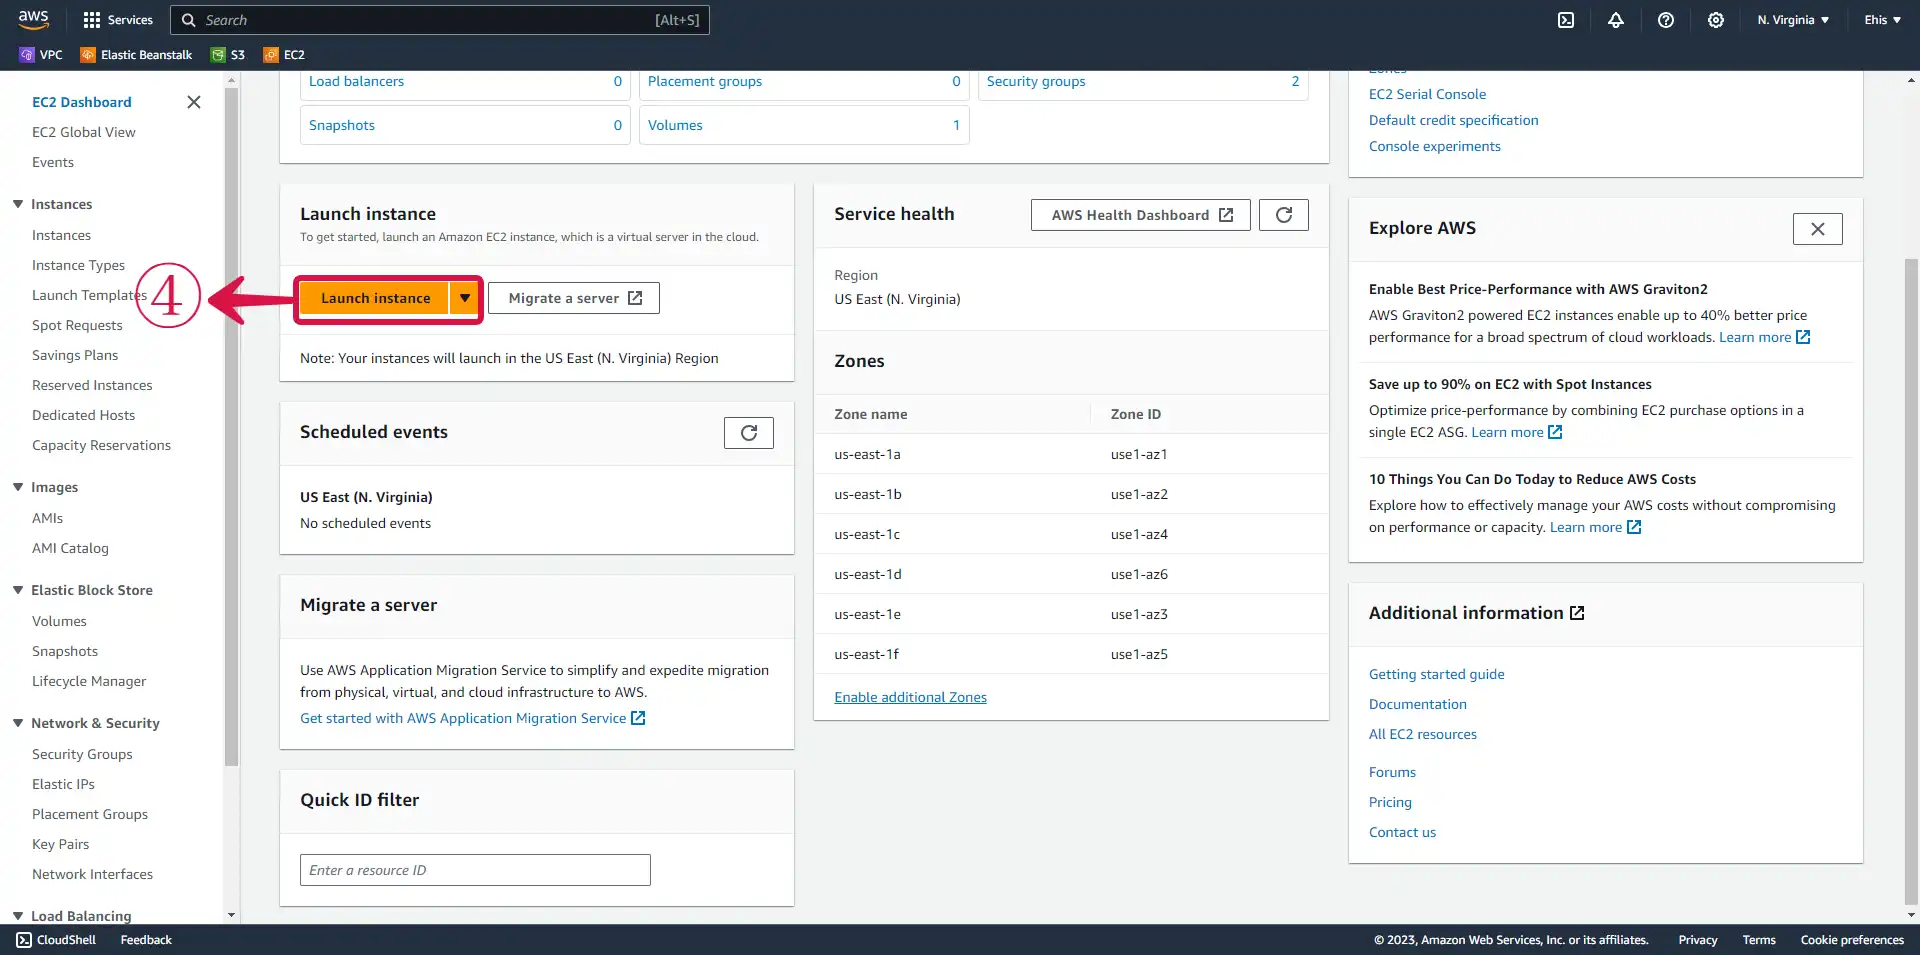 aws
Services
Search
[Alt+S]
N. Virginia
Ehis
VPC
Elastic Beanstalk
S3
EC2
EC2 Dashboard
EC2 Global View
Events
Instances
Instances
Instance Types
Launch Templates
Spot Requests
Savings Plans
Reserved Instances
Dedicated Hosts
Capacity Reservations
Images
AMIs
AMI Catalog
Elastic Block Store
Volumes
Snapshots
Lifecycle Manager
Network & Security
Security Groups
Elastic IPs
Placement Groups
Key Pairs
Network Interfaces
Load Balancing
4
Load balancers 0
Placement groups 0
Security groups 2
Snapshots 0
Volumes 1
Launch instance
To get started, launch an Amazon EC2 instance, which is a virtual server in the cloud.
Launch instance
Migrate a server
Note: Your instances will launch in the US East (N. Virginia) Region
Scheduled events
US East (N. Virginia)
No scheduled events
Migrate a server
Use AWS Application Migration Service to simplify and expedite migration
from physical, virtual, and cloud infrastructure to AWS.
Get started with AWS Application Migration Service
Quick ID filter
Enter a resource ID
Service health
AWS Health Dashboard
Region
US East (N. Virginia)
Zones
Zone name Zone ID
us-east-1a use1-az1
us-east-1b use1-az2
us-east-1c use1-az4
us-east-1d use1-az6
us-east-1e use1-az3
us-east-1f use1-az5
Enable additional Zones
Zones
EC2 Serial Console
Default credit specification
Console experiments
Explore AWS
Enable Best Price-Performance with AWS Graviton2
AWS Graviton2 powered EC2 instances enable up to 40% better price
performance for a broad spectrum of cloud workloads. Learn more
Save up to 90% on EC2 with Spot Instances
Optimize price-performance by combining EC2 purchase options in a
single EC2 ASG. Learn more
10 Things You Can Do Today to Reduce AWS Costs
Explore how to effectively manage your AWS costs without compromising
on performance or capacity. Learn more
Additional information
Getting started guide
Documentation
All EC2 resources
Forums
Pricing
Contact us
CloudShell
Feedback
© 2023, Amazon Web Services, Inc. or its affiliates.
Privacy
Terms
Cookie preferences